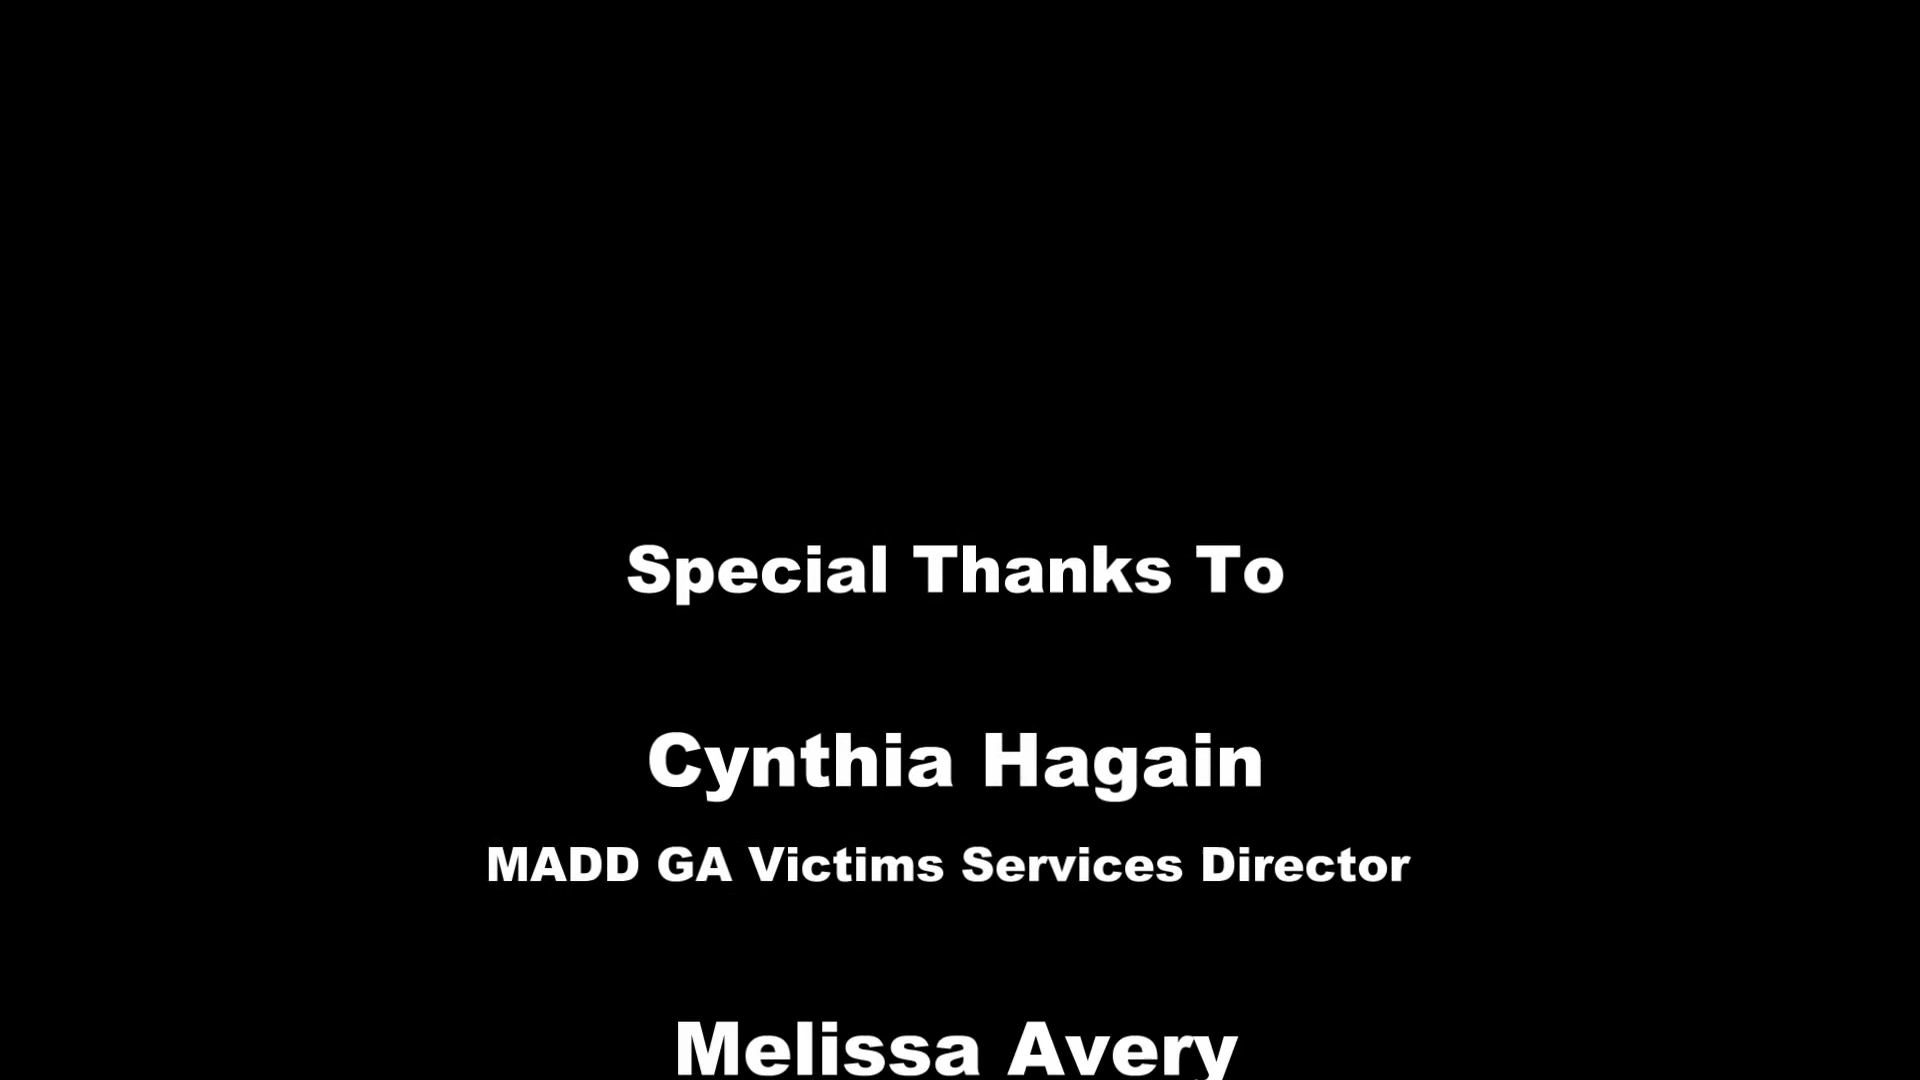 Special Thanks To
Cynthia Hagain
MADD GA Victims Services Director
Melissa Avery